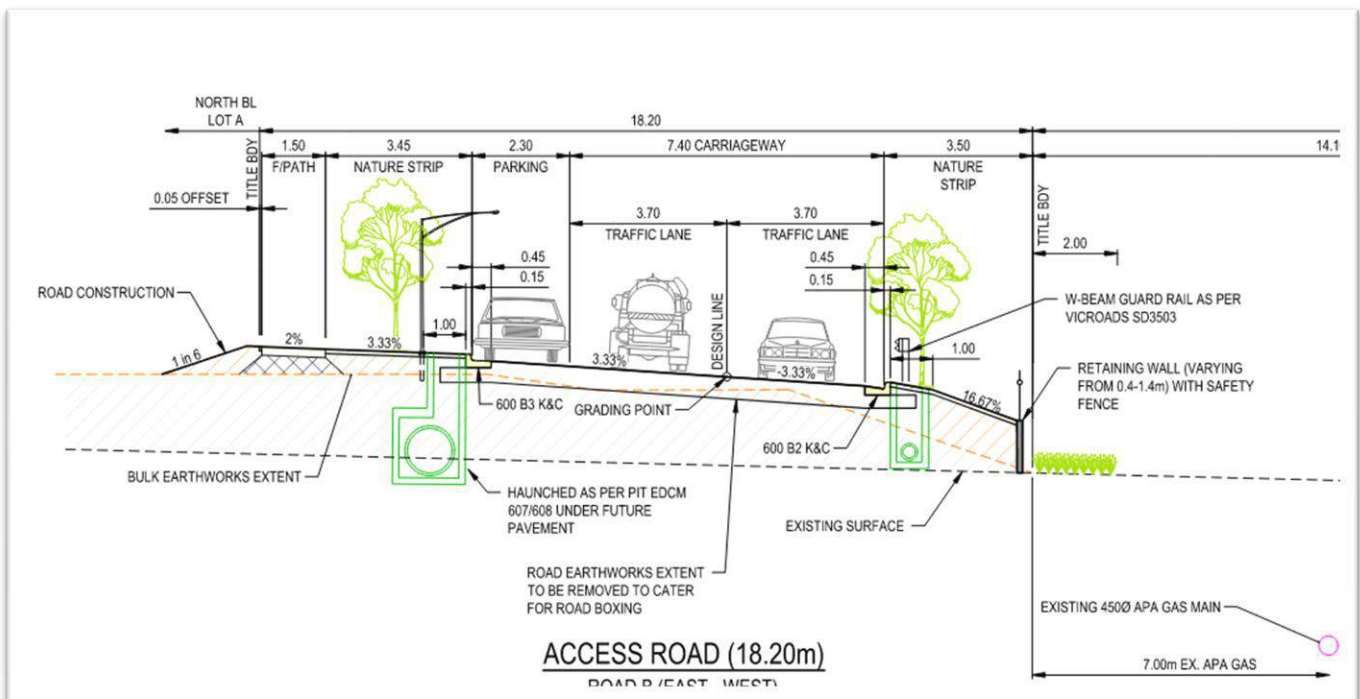 NORTH BL
LOT A
18.20
14.1
1.50
F/PATH
3.45
NATURE STRIP
2.30
PARKING
7.40 CARRIAGEWAY
3.50
NATURE
STRIP
TITLE BDY
TITLE BDY
0.05 OFFSET
3.70
TRAFFIC LANE
3.70
TRAFFIC LANE
2.00
0.45
0.15
0.45
0.15
ROAD CONSTRUCTION
W-BEAM GUARD RAIL AS PER
VICROADS SD3503
1.00
1.00
DESIGN LINE
1 in 6
2%
3.33%
3.33%
-3.33%
16.67%
RETAINING WALL (VARYING
FROM 0.4-1.4m) WITH SAFETY
FENCE
600 B3 K&C
GRADING POINT
600 B2 K&C
BULK EARTHWORKS EXTENT
HAUNCHED AS PER PIT EDCM
607/608 UNDER FUTURE
PAVEMENT
EXISTING SURFACE
ROAD EARTHWORKS EXTENT
TO BE REMOVED TO CATER
FOR ROAD BOXING
EXISTING 450Ø APA GAS MAIN
7.00m EX. APA GAS
ACCESS ROAD (18.20m)
ROAD B (EAST - WEST)